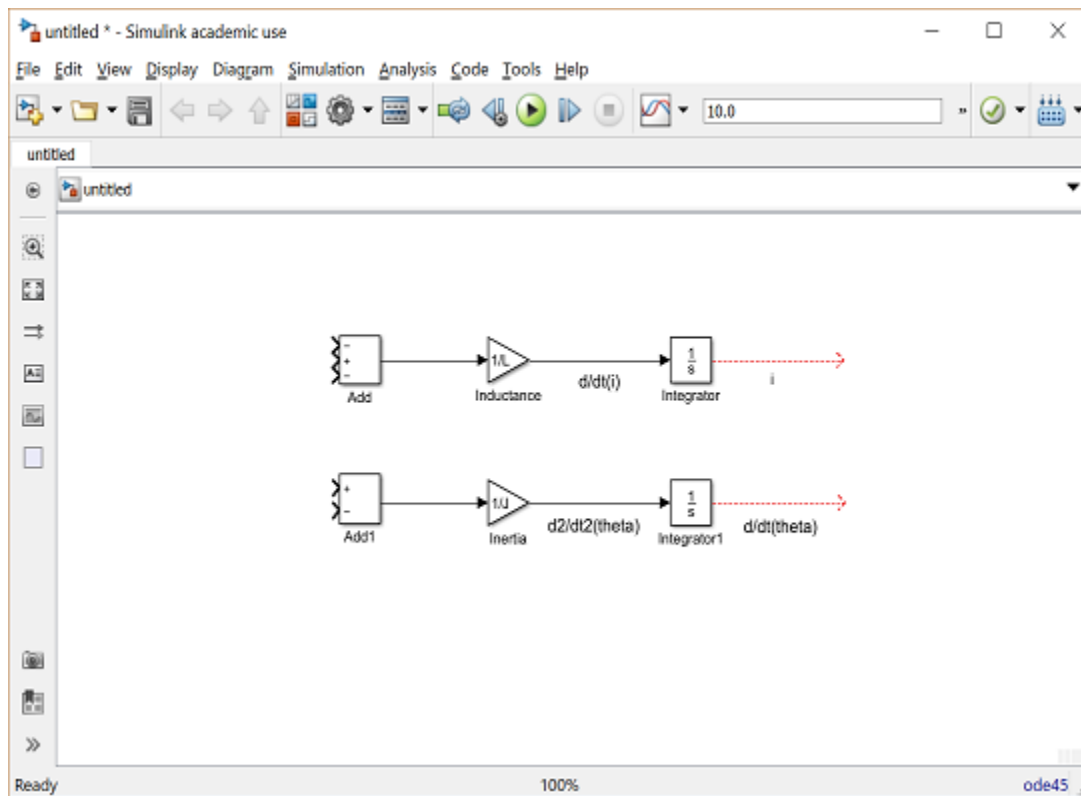 untitled * - Simulink academic use
File Edit View Display Diagram Simulation Analysis Code Tools Help
10.0 »
untitled
untitled
−
+
−
1/L
1
s
Add
Inductance
d/dt(i)
Integrator
i
+
−
1/J
1
s
Add1
Inertia
d2/dt2(theta)
Integrator1
d/dt(theta)
Ready 100% ode45